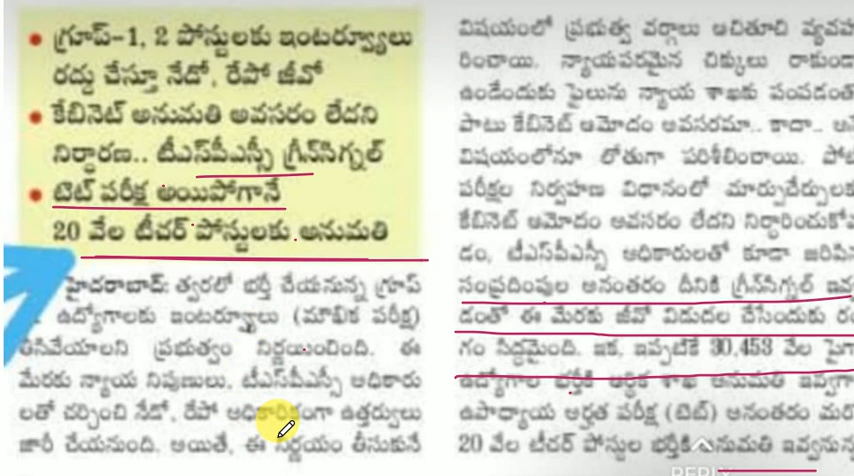 గ్రూప్-1, 2 పోస్టులకు ఇంటర్వ్యూలు
రద్దు చేస్తూ నేడో, రేపో జీవో
కేబినెట్ అనుమతి అవసరం లేదని
నిర్ధారణ.. టీఎస్‌పీఎస్సీ గ్రీన్‌సిగ్నల్
టెట్ పరీక్ష అయిపోగానే
20 వేల టీచర్ పోస్టులకు అనుమతి
హైదరాబాద్: త్వరలో భర్తీ చేయనున్న గ్రూప్
ఉద్యోగాలకు ఇంటర్వ్యూలు (మౌఖిక పరీక్ష)
తీసివేయాలని ప్రభుత్వం నిర్ణయించింది. ఈ
మేరకు న్యాయ నిపుణులు, టీఎస్‌పీఎస్సీ అధికారు
లతో చర్చించి నేడో, రేపో అధికారికంగా ఉత్తర్వులు
జారీ చేయనుంది. అయితే, ఈ నిర్ణయం తీసుకునే
విషయంలో ప్రభుత్వ వర్గాలు ఆచితూచి వ్యవహ
రించాయి. న్యాయపరమైన చిక్కులు రాకుండా
ఉండేందుకు ఫైలును న్యాయ శాఖకు పంపడంతో
పాటు కేబినెట్ ఆమోదం అవసరమా.. కాదా..
విషయంలోనూ లోతుగా పరిశీలించాయి.
పరీక్షల నిర్వహణ విధానంలో మార్పుచేర్పులకు
కేబినెట్ ఆమోదం అవసరం లేదని నిర్ధారించుకోవ
డం, టీఎస్‌పీఎస్సీ అధికారులతో కూడా జరిపిన
సంప్రదింపుల అనంతరం దీనికి గ్రీన్‌సిగ్నల్ ఇవ్వ
డంతో ఈ మేరకు జీవో విడుదల చేసేందుకు రం
గం సిద్ధమైంది. ఇక, ఇప్పటికే 30,453 వేల పైగా
ఉద్యోగాల భర్తీకి ఆర్థిక శాఖ అనుమతి ఇవ్వగా
ఉపాధ్యాయ అర్హత పరీక్ష (టెట్) అనంతరం మరో
20 వేల టీచర్ పోస్టుల భర్తీకి అనుమతి ఇవ్వనున్న